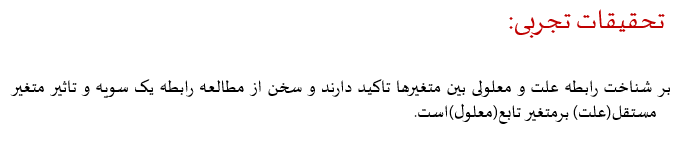 تحقیقات تجربی:
بر شناخت رابطه علت و معلولی بین متغیرها تاکید دارند و سخن از مطالعه رابطه یک سویه و تاثیر متغیر
مستقل(علت) برمتغیر تابع(معلول)است.